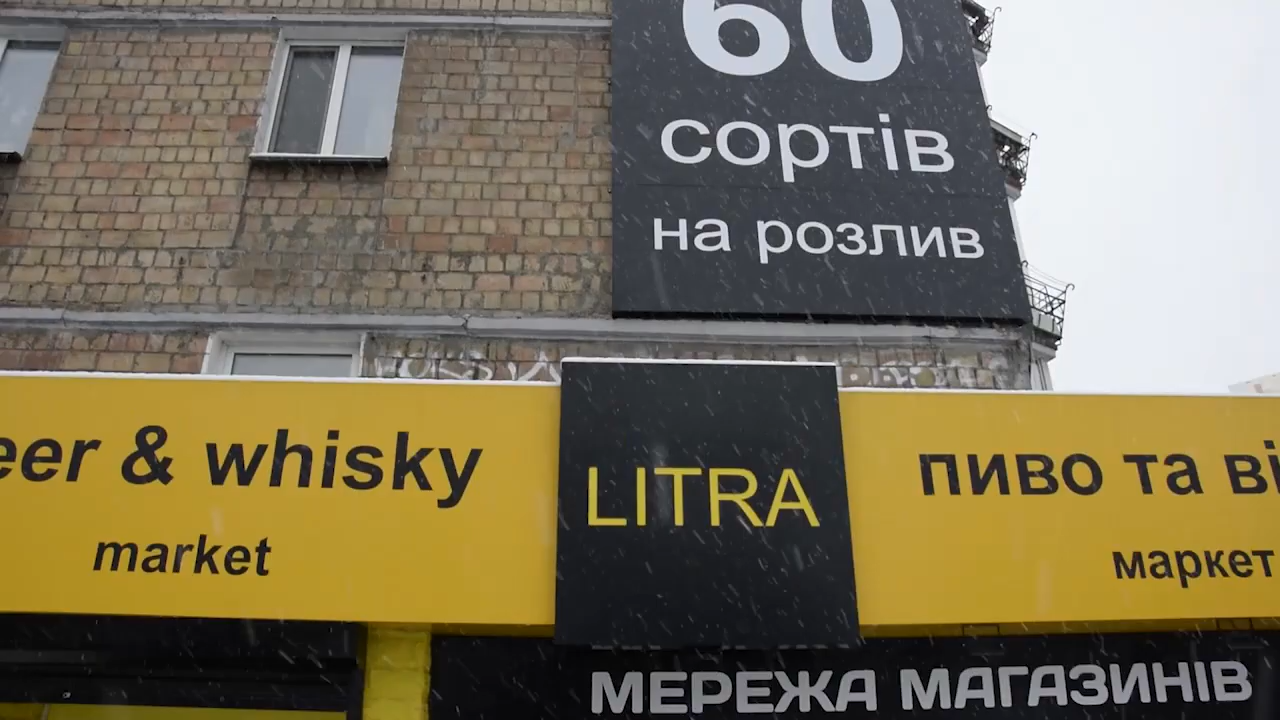 60
сортів
на розлив
eer & whisky
market
LITRA
пиво та ві
маркет
МЕРЕЖА МАГАЗИНІВ